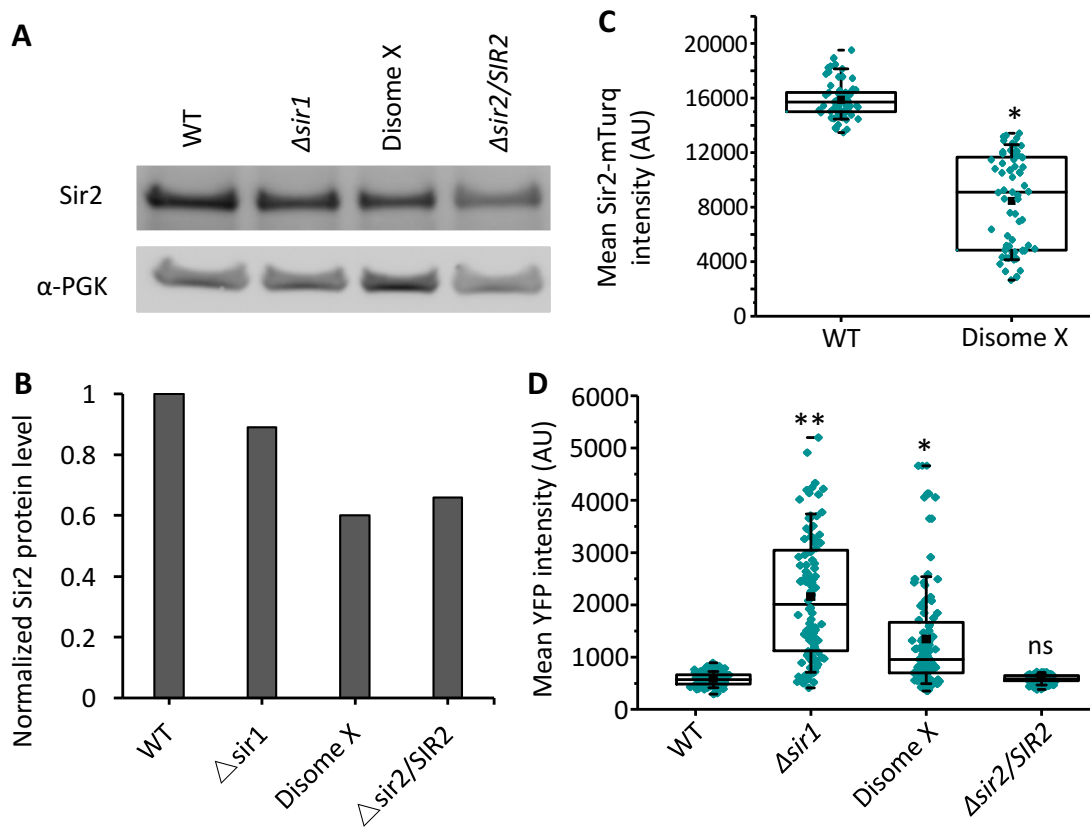 A
WT
Δsir1
Disome X
Δsir2/SIR2
Sir2
α-PGK
B
Normalized Sir2 protein level
1
0.8
0.6
0.4
0.2
0
WT
△sir1
Disome X
△sir2/SIR2
C
Mean Sir2-mTurq
intensity (AU)
20000
16000
12000
8000
4000
0
*
WT
Disome X
D
Mean YFP intensity (AU)
6000
5000
4000
3000
2000
1000
0
**
*
ns
WT
Δsir1
Disome X
Δsir2/SIR2